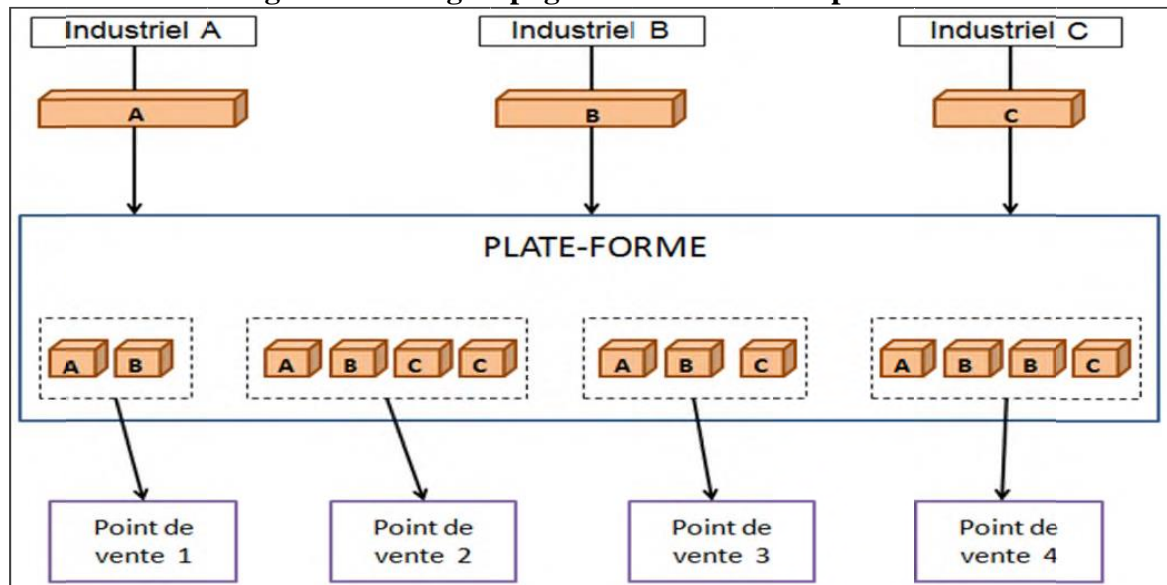 Industriel A Industriel B Industriel C
A B C
PLATE-FORME
A B A B C C A B C A B B C
Point de Point de Point de Point de
vente 1 vente 2 vente 3 vente 4